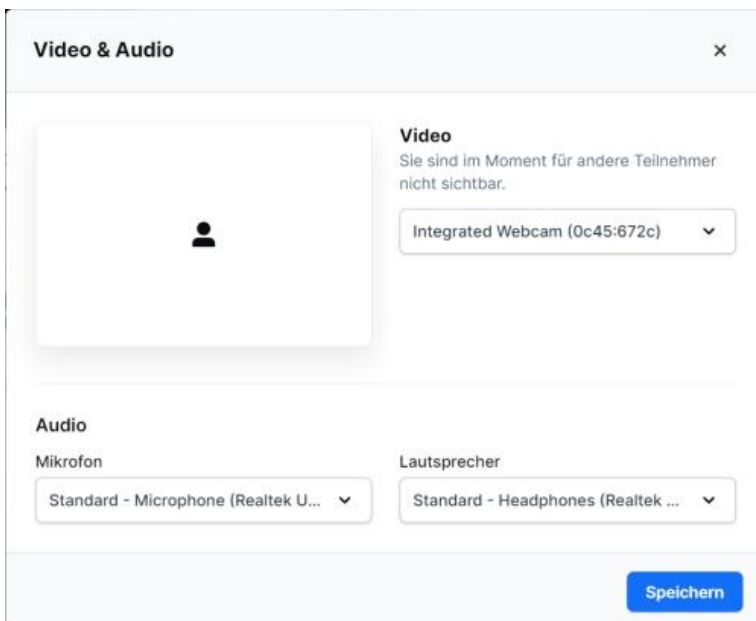 Video & Audio
Video
Sie sind im Moment für andere Teilnehmer
nicht sichtbar.
Integrated Webcam (0c45:672c)
Audio
Mikrofon
Standard - Microphone (Realtek U...
Lautsprecher
Standard - Headphones (Realtek ...
Speichern